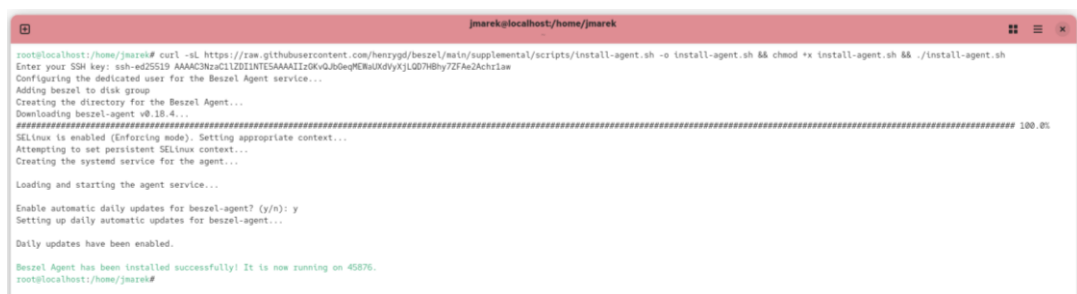 jmarek@localhost:/home/jmarek
root@localhost:/home/jmarek# curl -sL https://raw.githubusercontent.com/henrygd/beszel/main/supplemental/scripts/install-agent.sh -o install-agent.sh && chmod +x install-agent.sh && ./install-agent.sh
Enter your SSH key: ssh-ed25519
Configuring the dedicated user for the Beszel Agent service...
Adding beszel to disk group
Creating the directory for the Beszel Agent...
Downloading beszel-agent v0.18.4...
100.0%
SELinux is enabled (Enforcing mode). Setting appropriate context...
Attempting to set persistent SELinux context...
Creating the systemd service for the agent...
Loading and starting the agent service...
Enable automatic daily updates for beszel-agent? (y/n): y
Setting up daily automatic updates for beszel-agent...
Daily updates have been enabled.
Beszel Agent has been installed successfully! It is now running on 45876.
root@localhost:/home/jmarek#